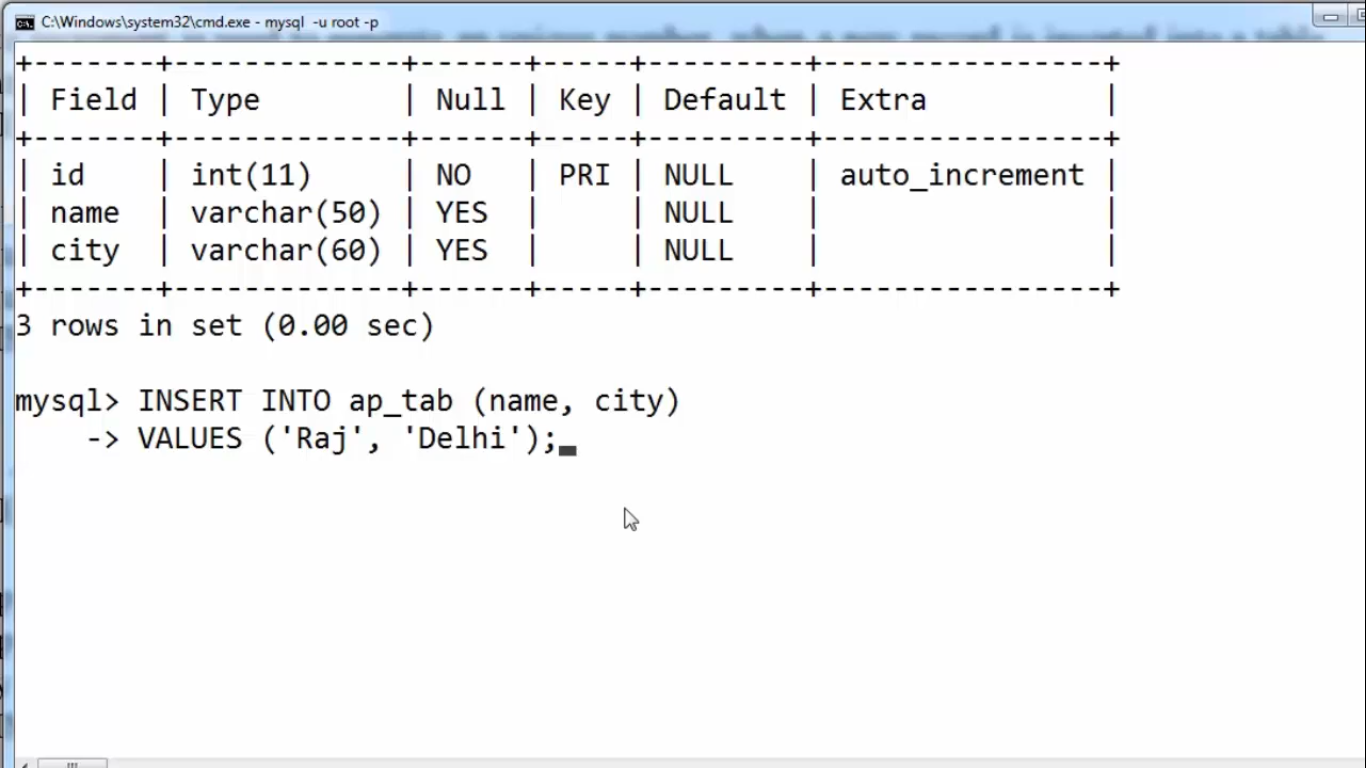 C:\Windows\system32\cmd.exe - mysql -u root -p
+-------+-------------+------+-----+---------+----------------+
| Field | Type        | Null | Key | Default | Extra          |
+-------+-------------+------+-----+---------+----------------+
| id    | int(11)     | NO   | PRI | NULL    | auto_increment |
| name  | varchar(50) | YES  |     | NULL    |                |
| city  | varchar(60) | YES  |     | NULL    |                |
+-------+-------------+------+-----+---------+----------------+
3 rows in set (0.00 sec)
mysql> INSERT INTO ap_tab (name, city)
    -> VALUES ('Raj', 'Delhi');